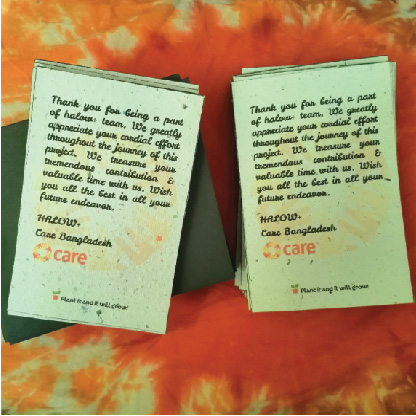 Thank you for being a part
of halow+ team. We greatly
appreciate your cordial effort
throughout the journey of this
project. We treasure your
tremendous contribution &
valuable time with us. Wish
you all the best in all your
future endeavor.
HALOW+
Care Bangladesh
care
Plant it and it will grow!
Thank you for being a part
of halow+ team. We greatly
appreciate your cordial effort
throughout the journey of this
project. We treasure your
tremendous contribution &
valuable time with us. Wish
you all the best in all your
future endeavor.
HALOW+
Care Bangladesh
care
Plant it and it will grow!